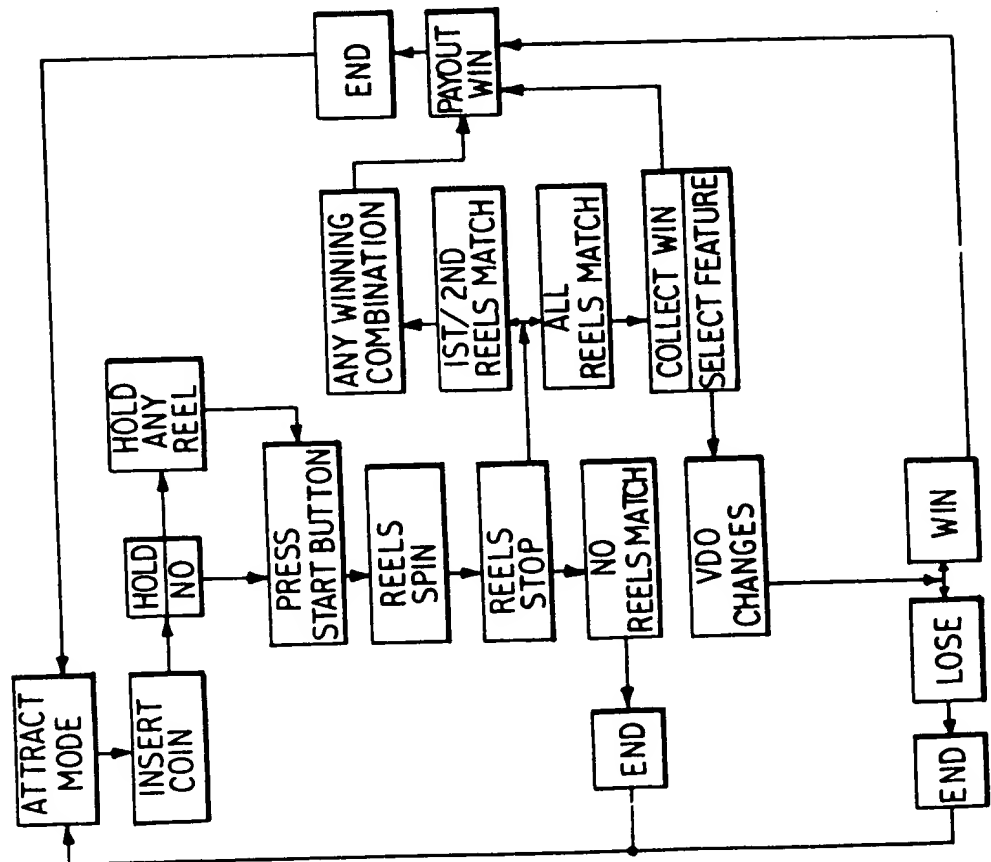 ATTRACT
MODE
INSERT
COIN
HOLD
NO
HOLD
ANY
REEL
PRESS
START BUTTON
REELS
SPIN
REELS
STOP
NO
REELS MATCH
END
ANY WINNING
COMBINATION
1ST/2ND
REELS MATCH
ALL
REELS MATCH
COLLECT WIN
SELECT FEATURE
PAYOUT
WIN
END
VDO
CHANGES
WIN
LOSE
END